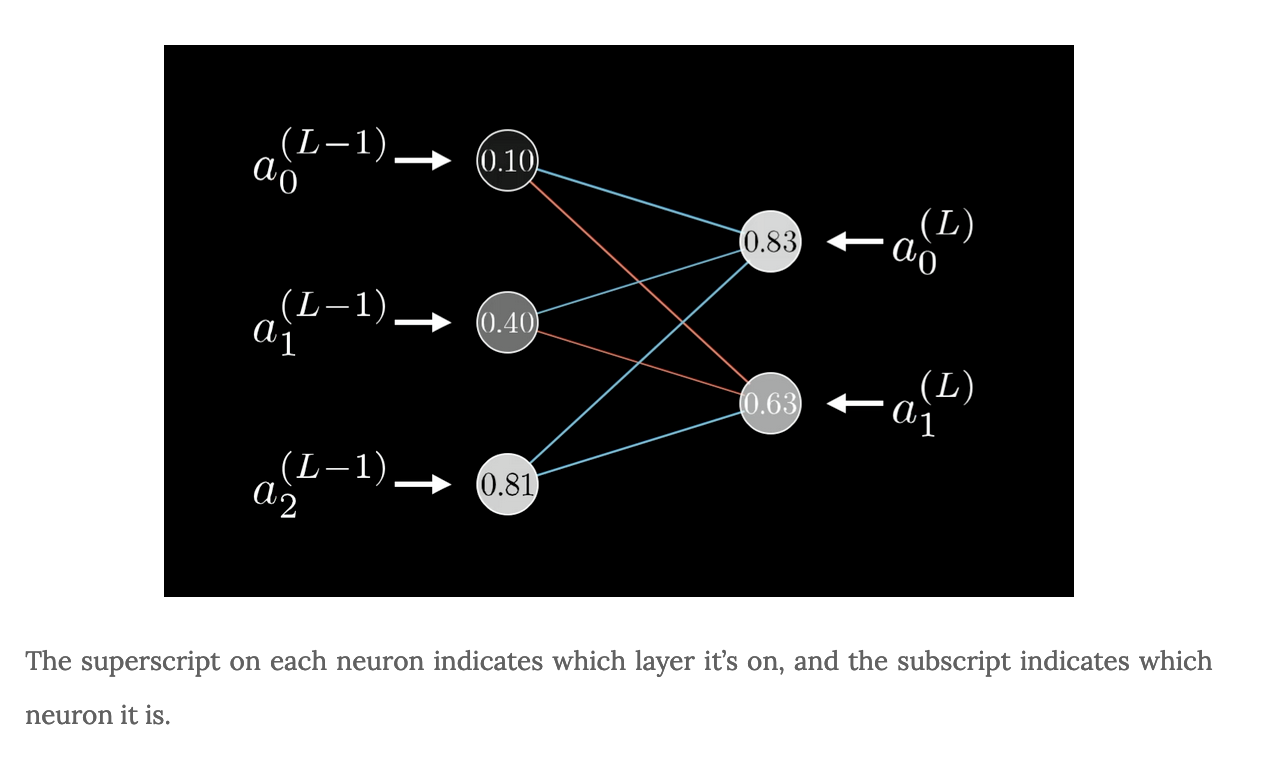 a_0^{(L-1)} → 0.10
0.83 ← a_0^{(L)}
a_1^{(L-1)} → 0.40
0.63 ← a_1^{(L)}
a_2^{(L-1)} → 0.81
The superscript on each neuron indicates which layer it’s on, and the subscript indicates which
neuron it is.